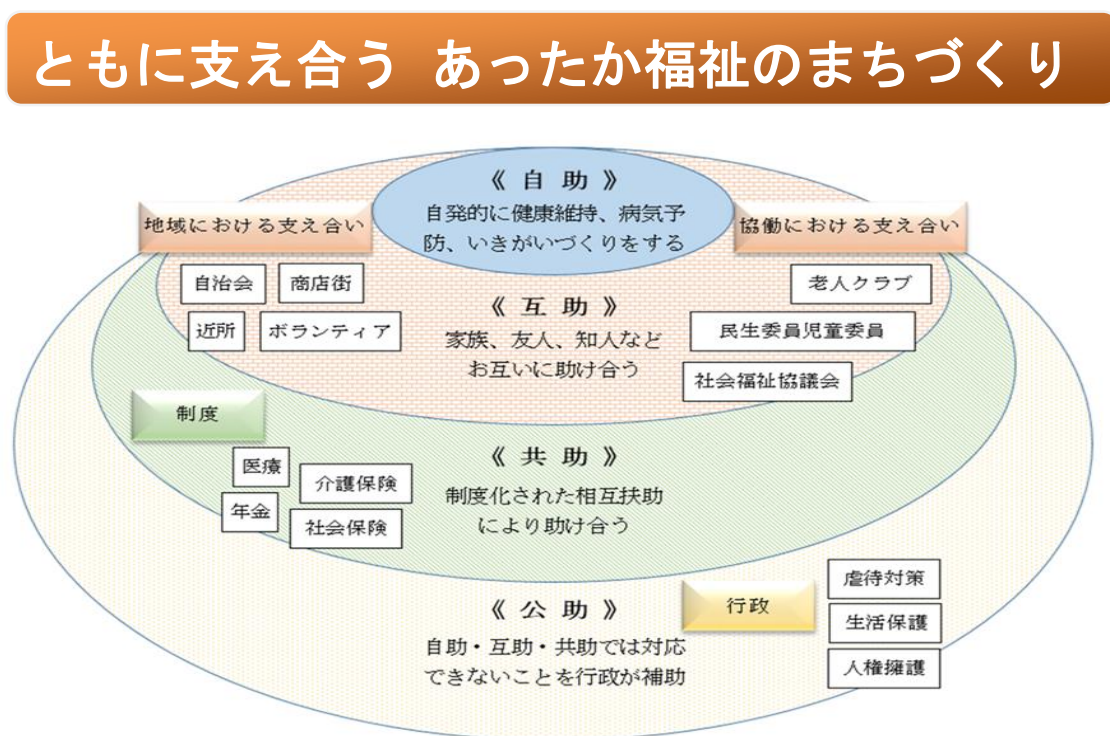 ともに支え合う あったか福祉のまちづくり
《 自 助 》
自発的に健康維持、病気予
防、いきがいづくりをする
地域における支え合い
協働における支え合い
自治会
商店街
近所
ボランティア
《 互 助 》
家族、友人、知人など
お互いに助け合う
老人クラブ
民生委員児童委員
社会福祉協議会
制度
医療
介護保険
年金
社会保険
《 共 助 》
制度化された相互扶助
により助け合う
《 公 助 》
自助・互助・共助では対応
できないことを行政が補助
行政
虐待対策
生活保護
人権擁護